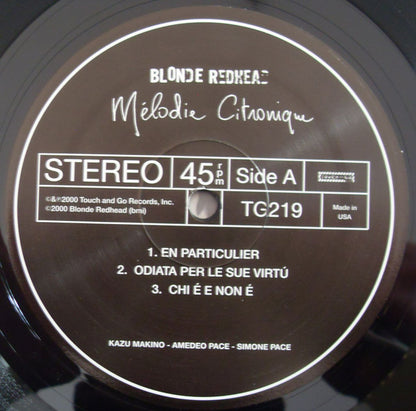 BLONDE REDHEAD
Mélodie Citronique
STEREO
45 rpm
Side A
©&℗2000 Touch and Go Records, Inc.
©2000 Blonde Redhead (bmi)
TG219
Made in
USA
1. EN PARTICULIER
2. ODIATA PER LE SUE VIRTÚ
3. CHI É E NON É
KAZU MAKINO - AMEDEO PACE - SIMONE PACE